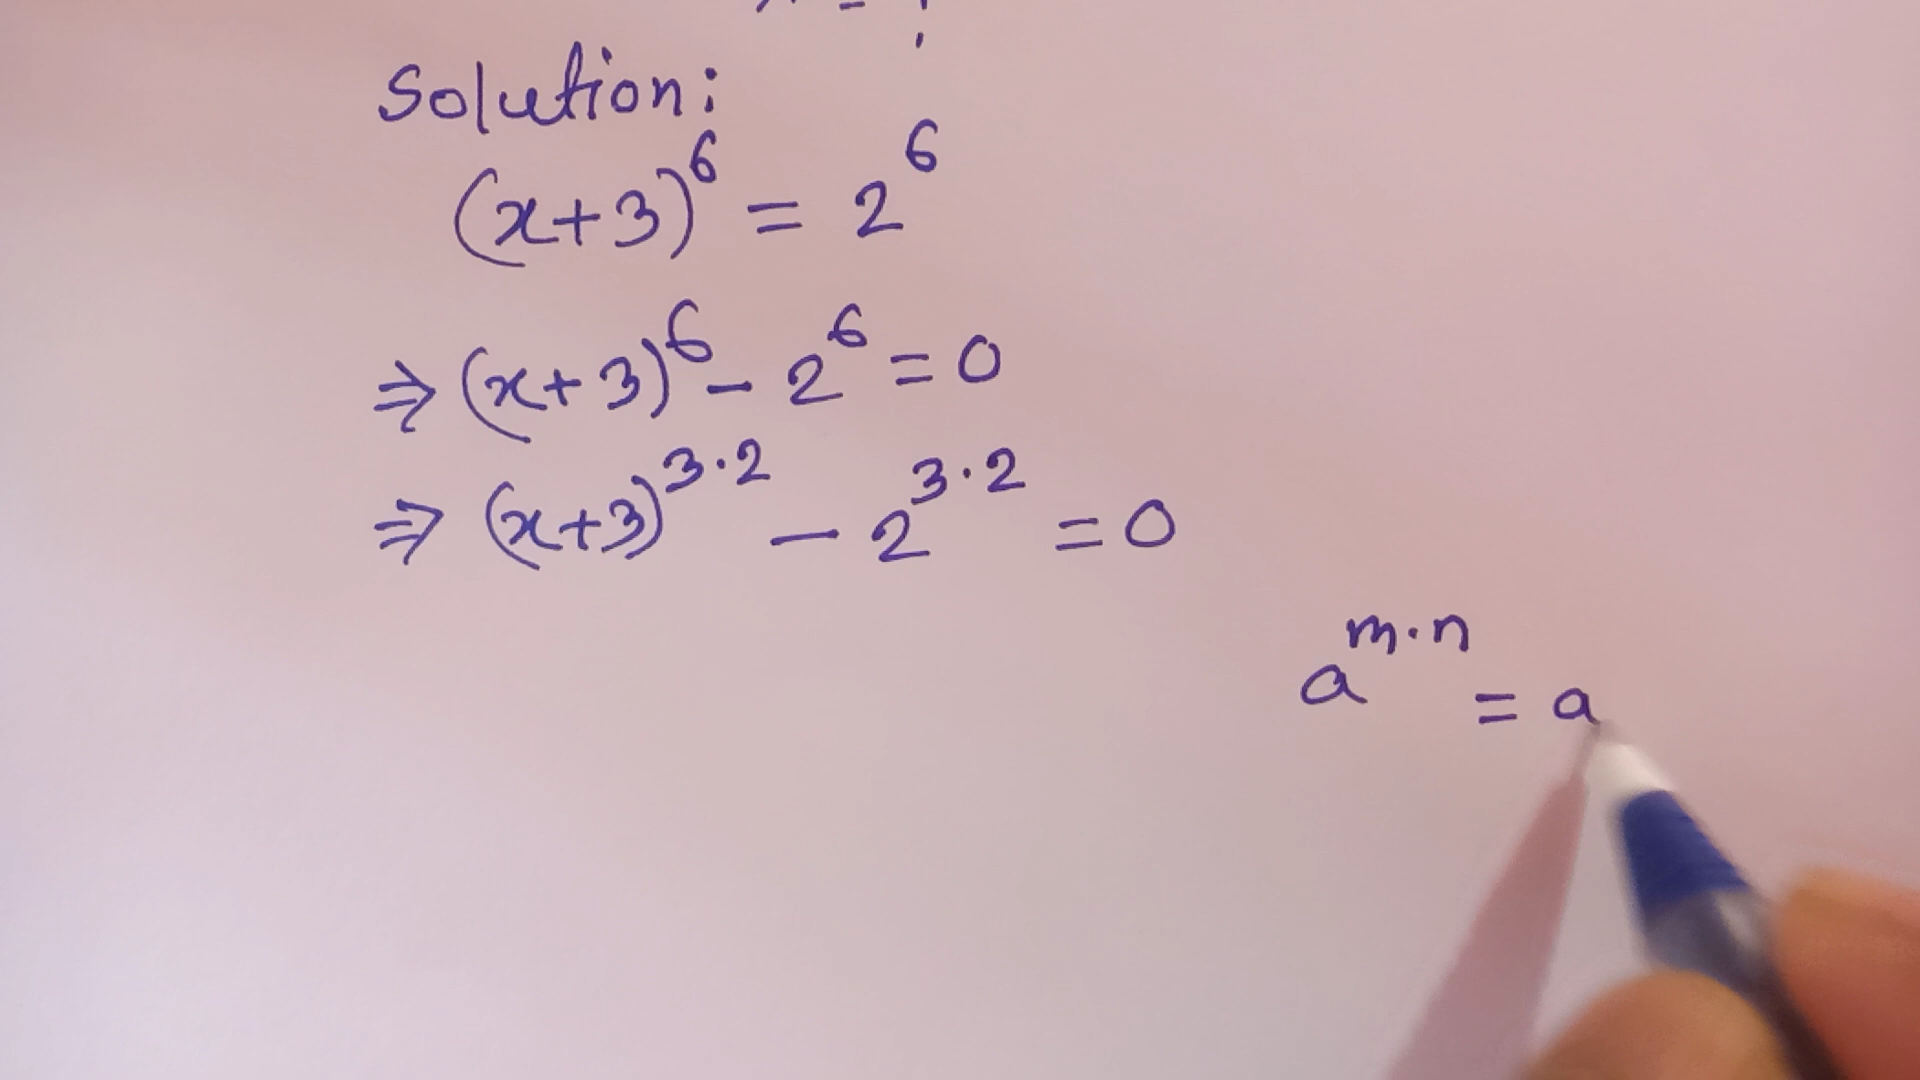 Solution:
(x+3)^6 = 2^6
⇒ (x+3)^6 - 2^6 = 0
⇒ (x+3)^{3·2} - 2^{3·2} = 0
a^{m·n} = a